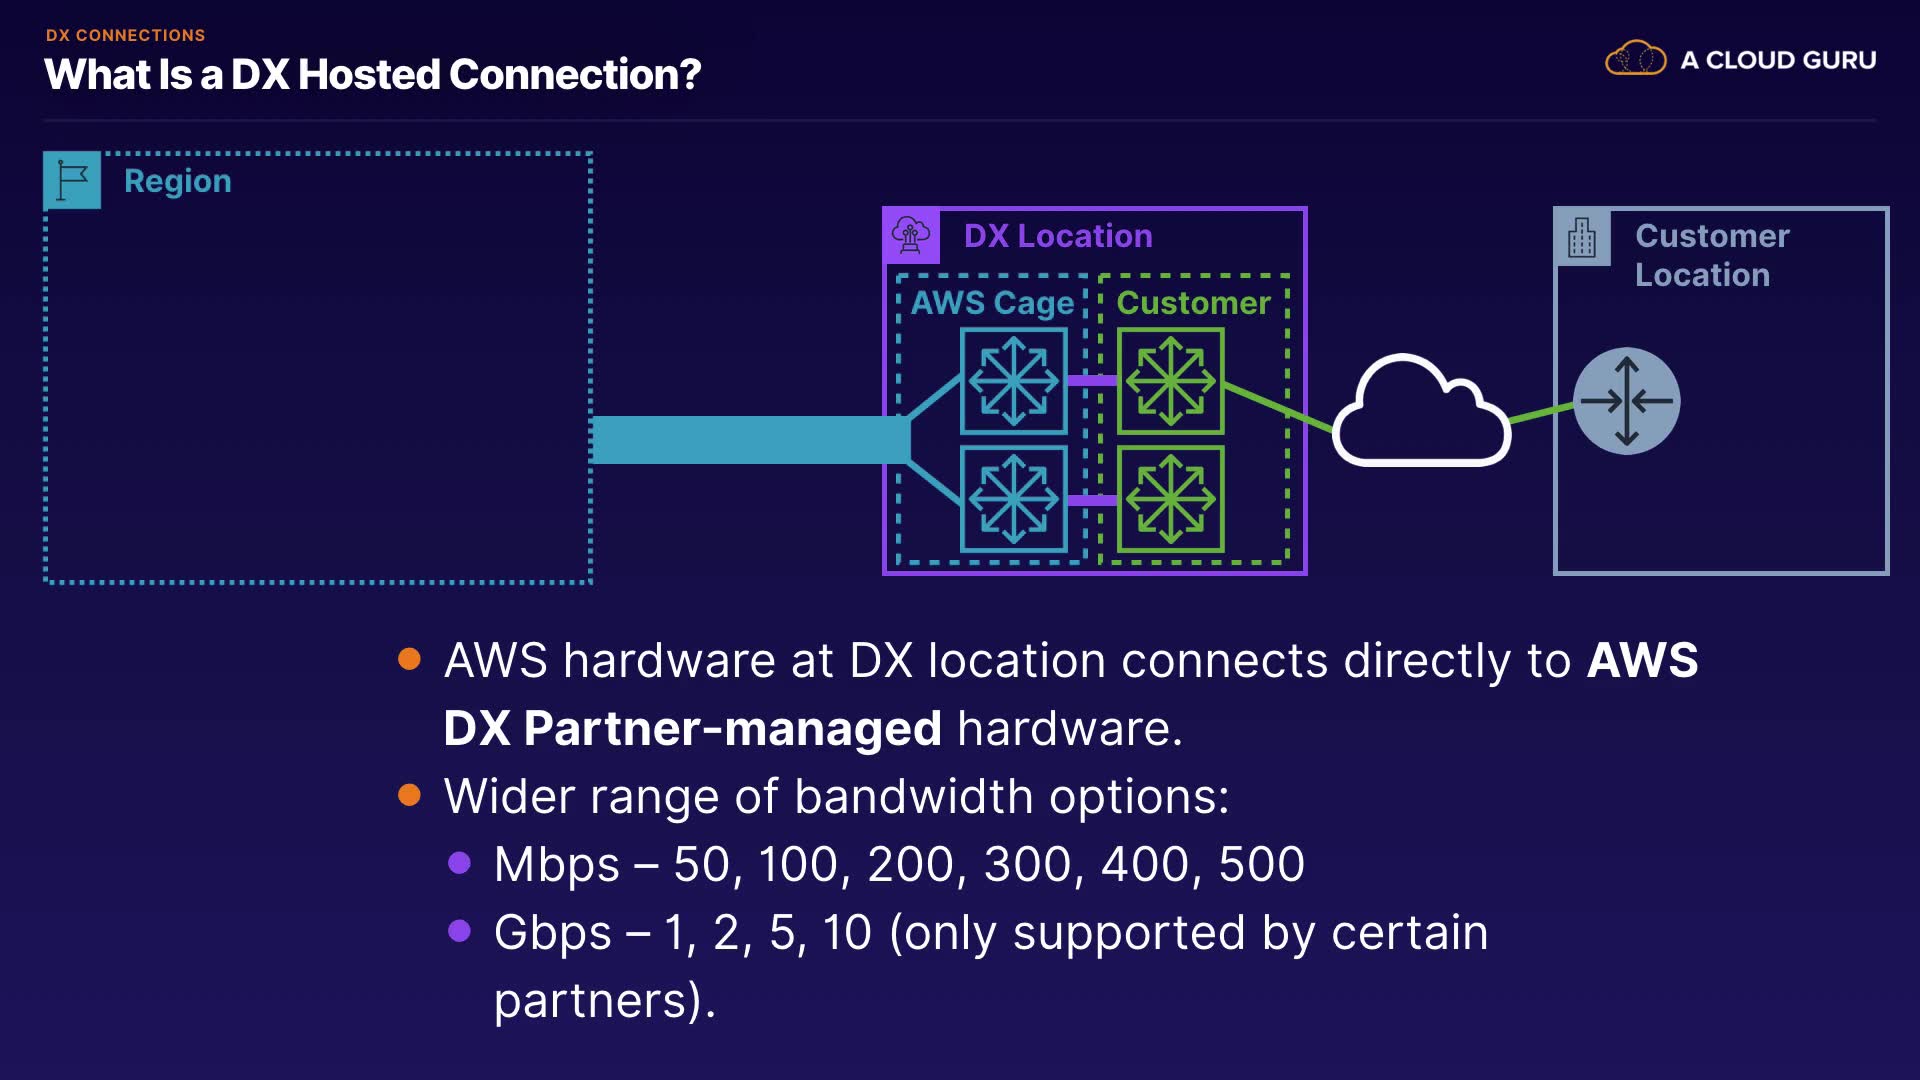 DX CONNECTIONS
What Is a DX Hosted Connection?
A CLOUD GURU
Region
DX Location
AWS Cage
Customer
Customer
Location
AWS hardware at DX location connects directly to AWS
DX Partner-managed hardware.
Wider range of bandwidth options:
Mbps – 50, 100, 200, 300, 400, 500
Gbps – 1, 2, 5, 10 (only supported by certain
partners).